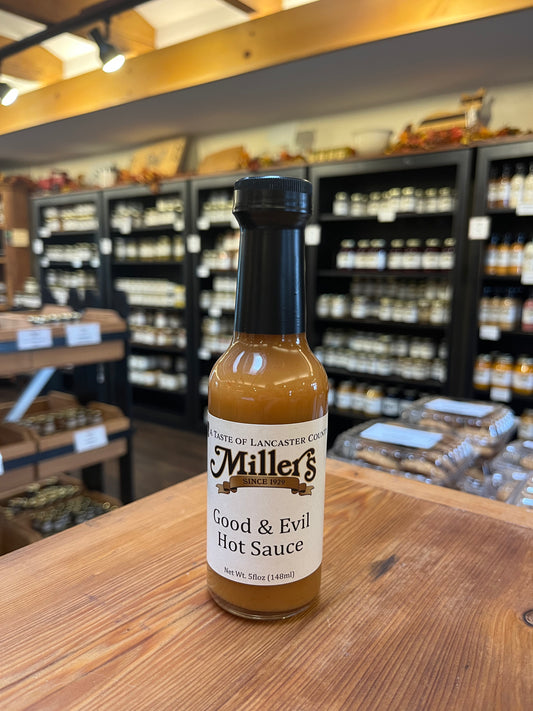 A Taste of Lancaster County
Miller's
SINCE 1929
Good & Evil
Hot Sauce
Net Wt. 5floz (148ml)